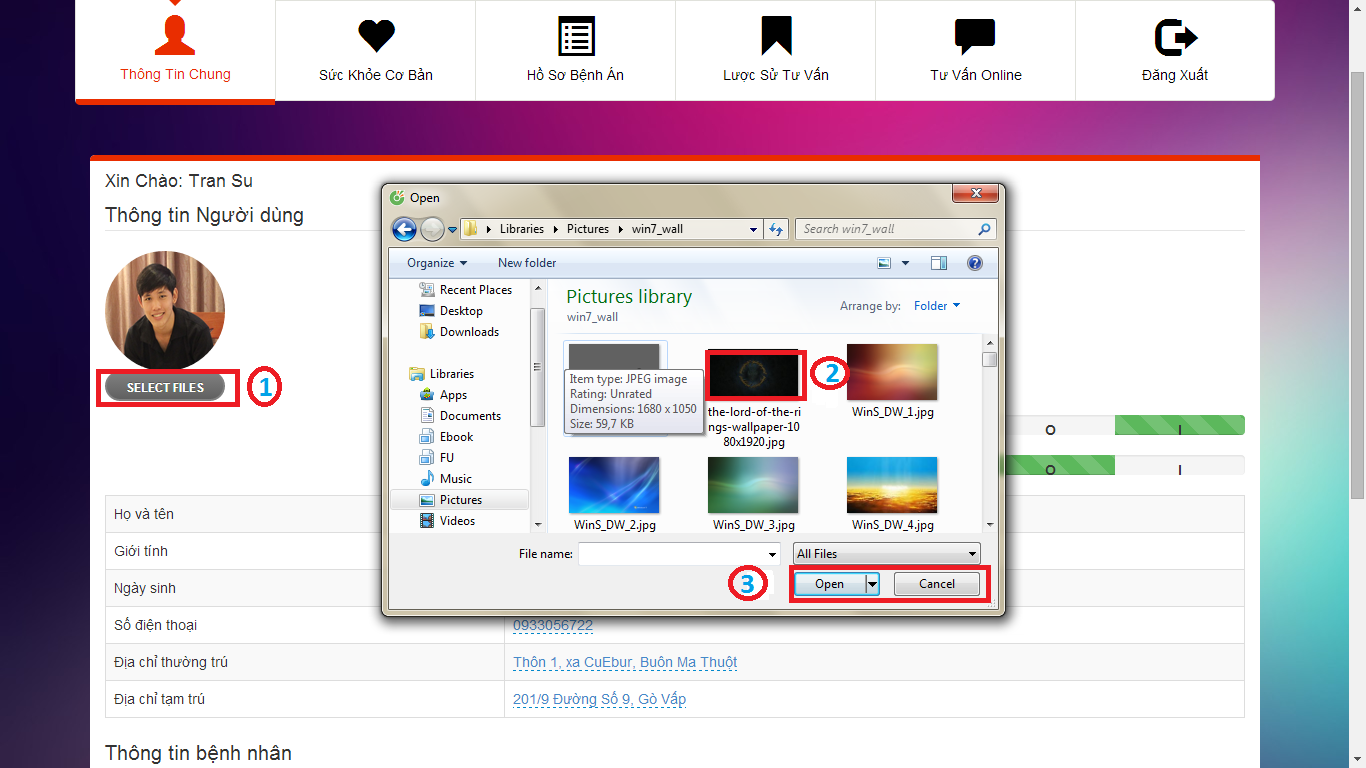 Thông Tin Chung
Sức Khỏe Cơ Bản
Hồ Sơ Bệnh Án
Lược Sử Tư Vấn
Tư Vấn Online
Đăng Xuất
Xin Chào: Tran Su
Thông tin Người dùng
SELECT FILES
1
Open
Libraries
Pictures
win7_wall
Search win7_wall
Organize
New folder
Recent Places
Desktop
Downloads
Libraries
Apps
Documents
Ebook
FU
Music
Pictures
Videos
Pictures library
win7_wall
Arrange by:
Folder
Item type: JPEG image
Rating: Unrated
Dimensions: 1680 x 1050
Size: 59,7 KB
2
the-lord-of-the-ri
ngs-wallpaper-10
80x1920.jpg
WinS_DW_1.jpg
WinS_DW_2.jpg
WinS_DW_3.jpg
WinS_DW_4.jpg
File name:
All Files
3
Open
Cancel
O
I
O
I
Họ và tên
Giới tính
Ngày sinh
Số điện thoại
0933056722
Địa chỉ thường trú
Thôn 1, xa CuEbur, Buôn Ma Thuột
Địa chỉ tạm trú
201/9 Đường Số 9, Gò Vấp
Thông tin bệnh nhân